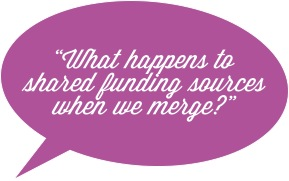 “What happens to
shared funding sources
when we merge?”